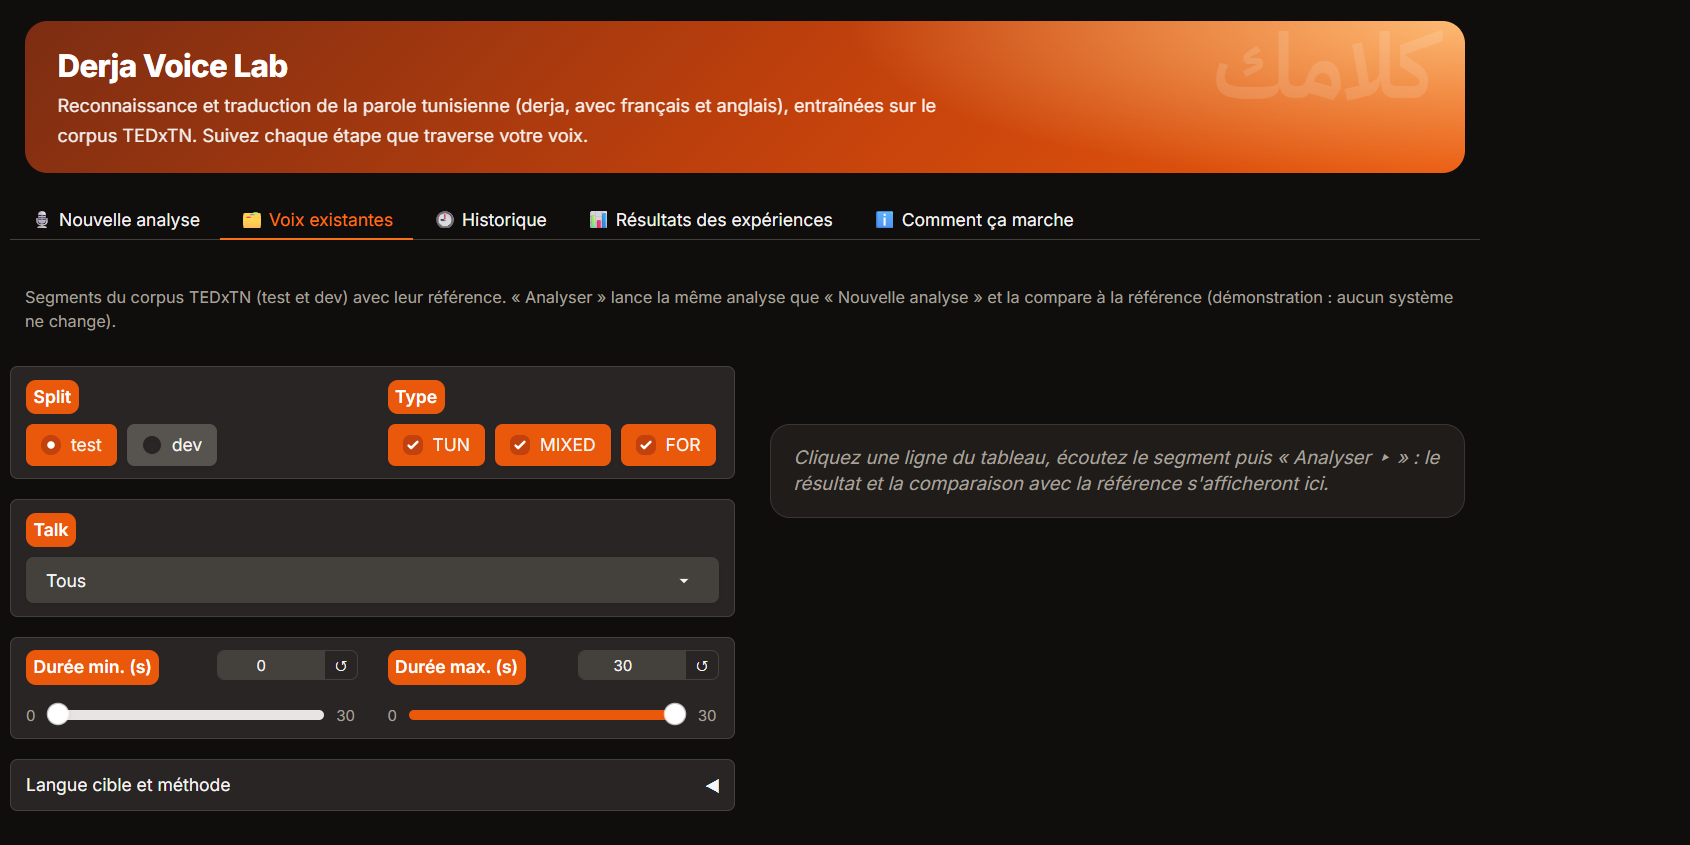 Derja Voice Lab
كلامك
Reconnaissance et traduction de la parole tunisienne (derja, avec français et anglais), entraînées sur le
corpus TEDxTN. Suivez chaque étape que traverse votre voix.
Nouvelle analyse
Voix existantes
Historique
Résultats des expériences
Comment ça marche
Segments du corpus TEDxTN (test et dev) avec leur référence. « Analyser » lance la même analyse que « Nouvelle analyse » et la compare à la référence (démonstration : aucun système
ne change).
Split
test
dev
Type
TUN
MIXED
FOR
Talk
Tous
Durée min. (s)
0
↺
0
30
Durée max. (s)
30
↺
0
30
Langue cible et méthode
Cliquez une ligne du tableau, écoutez le segment puis « Analyser ‣ » : le
résultat et la comparaison avec la référence s'afficheront ici.